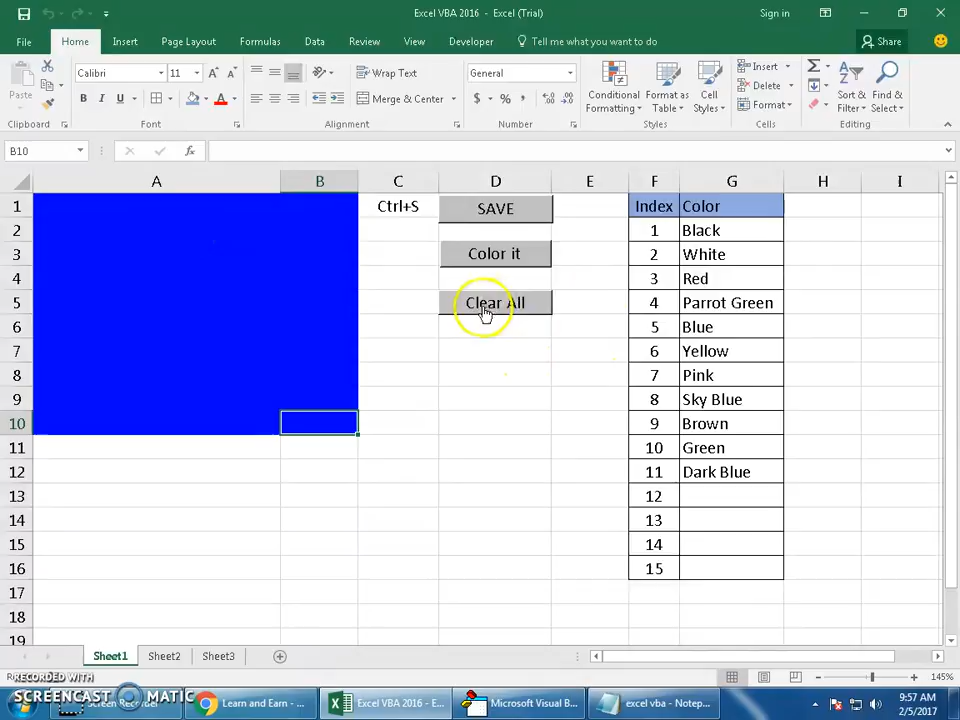 Excel VBA 2016 - Excel (Trial)
Sign in
File Home Insert Page Layout Formulas Data Review View Developer Tell me what you want to do Share
Paste
Calibri 11
Wrap Text
General
Conditional Formatting
Format as Table
Cell Styles
Insert
Delete
Format
Sort & Filter
Find & Select
B I U
Merge & Center
$ % ,
Clipboard Font Alignment Number Styles Cells Editing
B10
fx
A B C D E F G H I
1 Ctrl+S SAVE Index Color
2 1 Black
3 Color it 2 White
4 3 Red
5 Clear All 4 Parrot Green
6 5 Blue
7 6 Yellow
8 7 Pink
9 8 Sky Blue
10 9 Brown
11 10 Green
12 11 Dark Blue
13 12
14 13
15 14
16 15
17
18
19
Sheet1 Sheet2 Sheet3
145%
RECORDED WITH
SCREENCAST MATIC
Learn and Earn - ...
Excel VBA 2016 - E...
Microsoft Visual B...
excel vba - Notep...
9:57 AM
2/5/2017